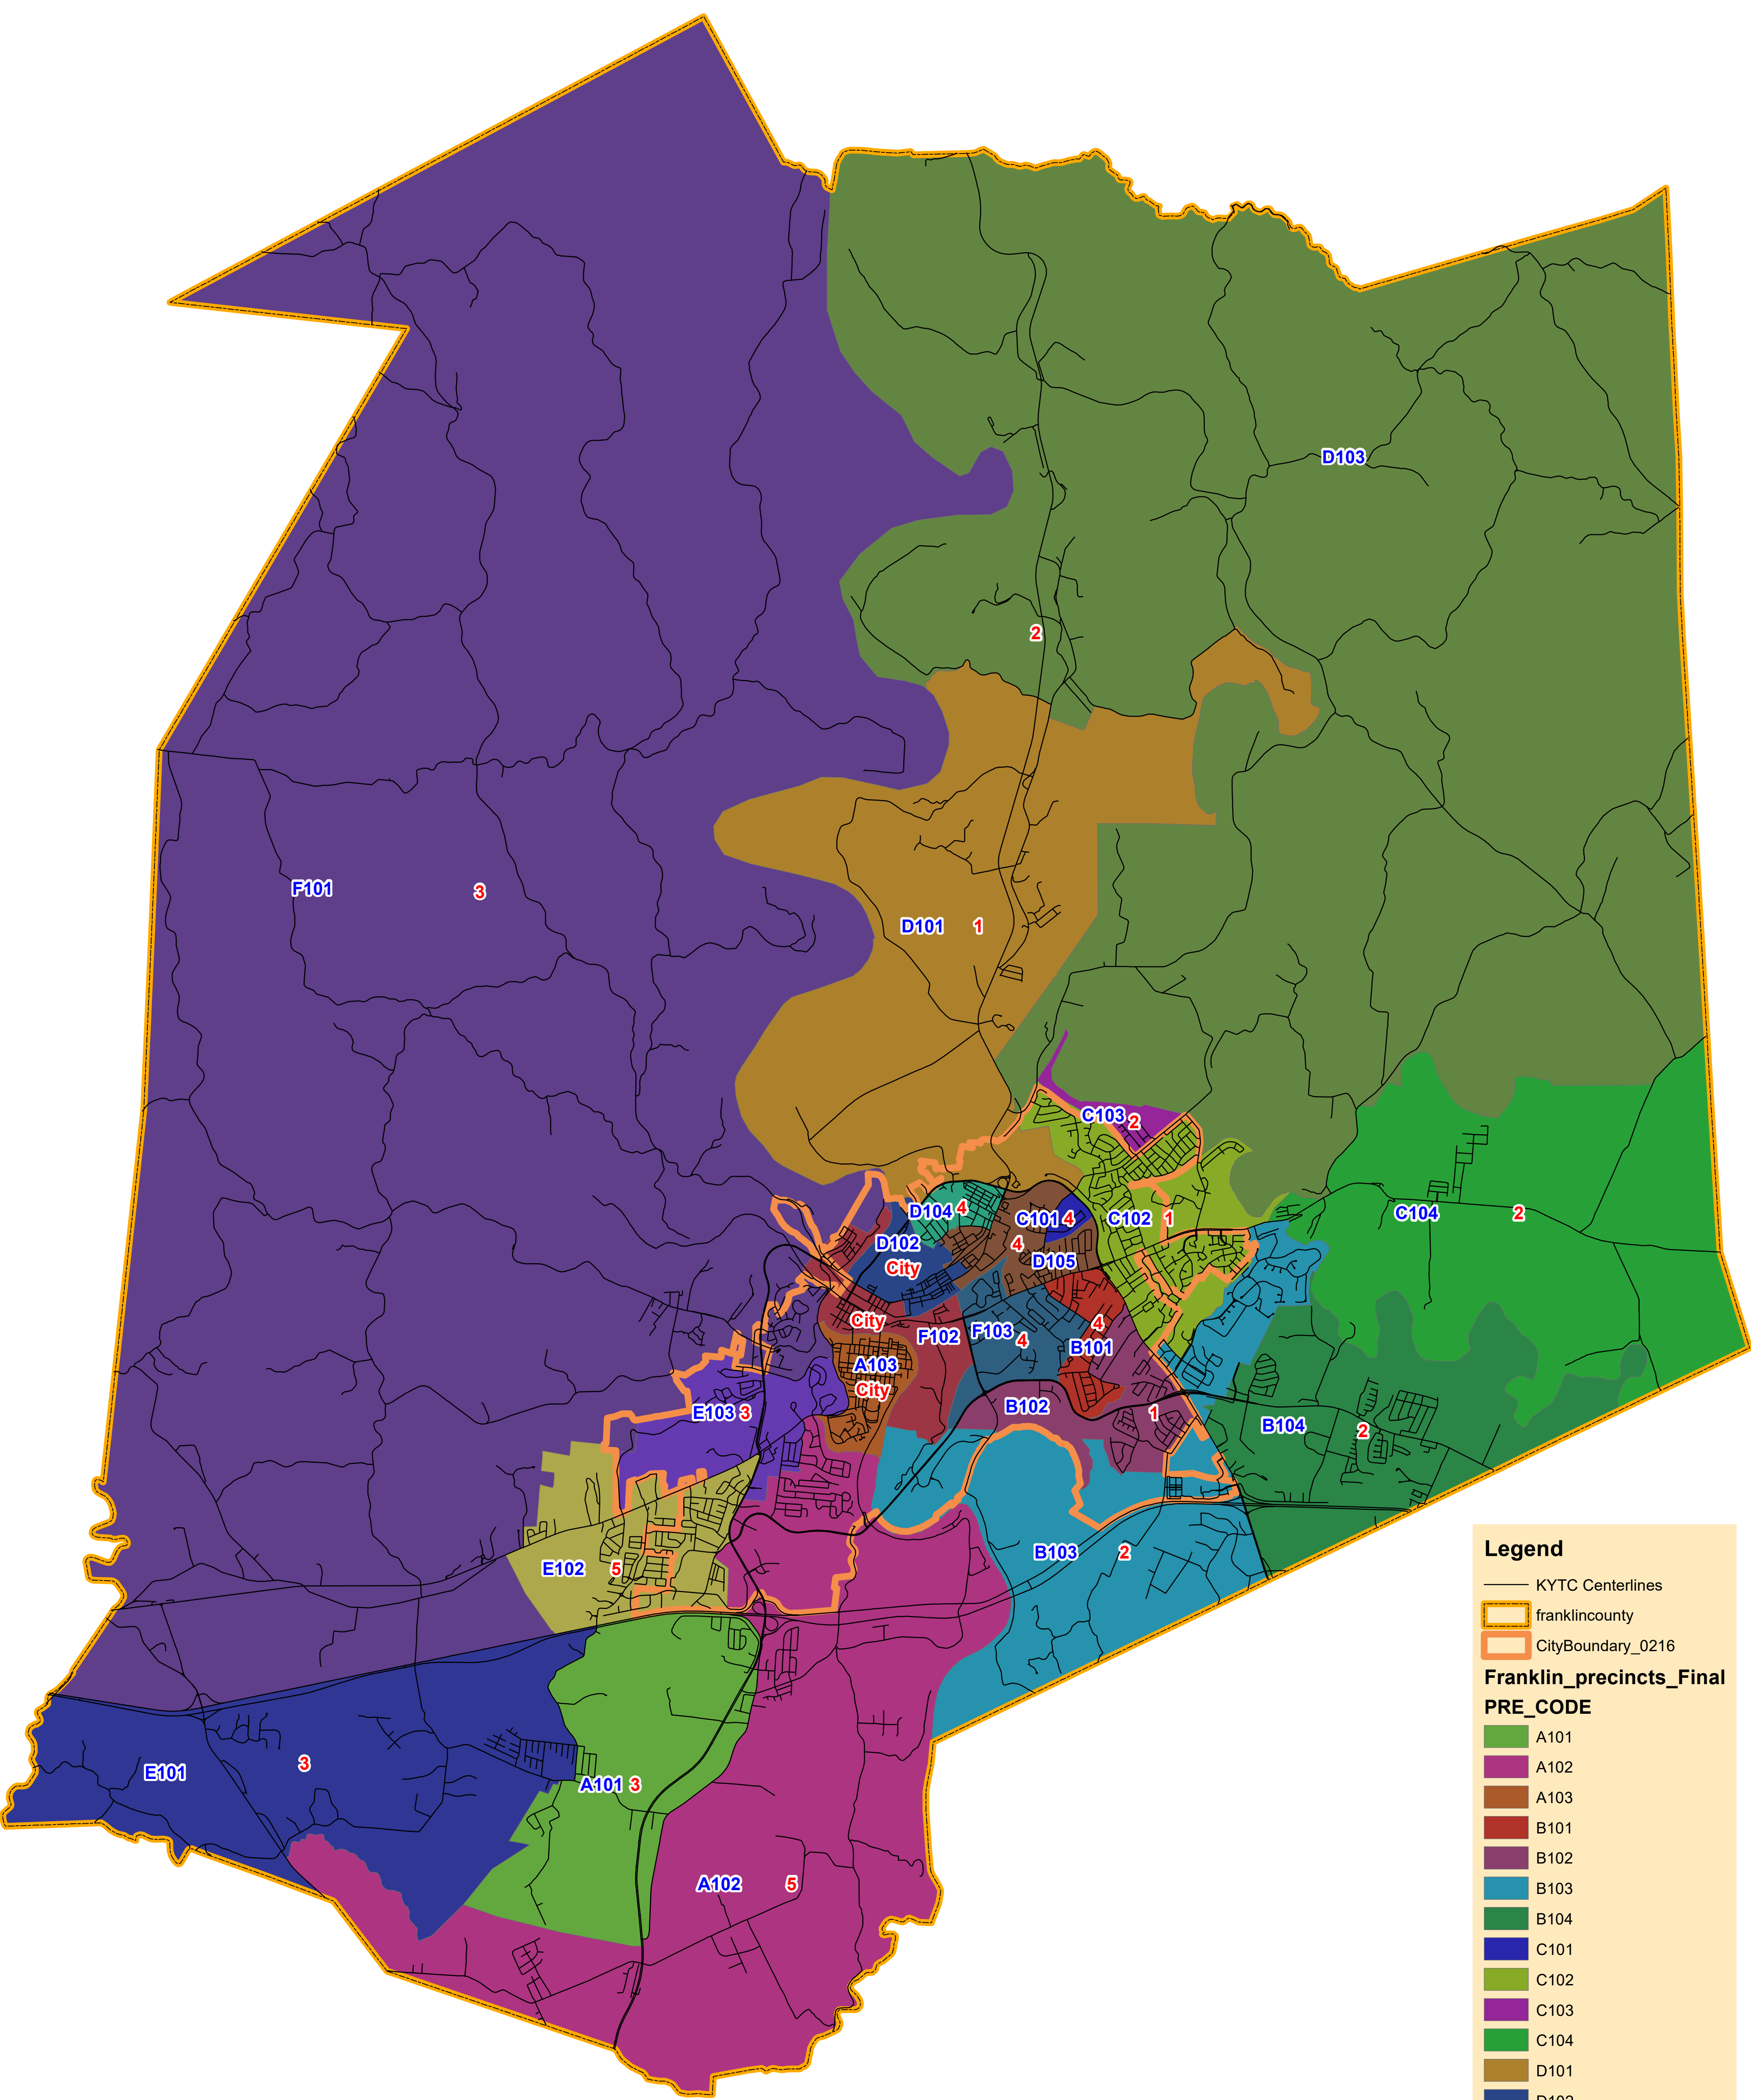 D103
2
F101
3
D101 1
C103 2
D104 4
C101 4
C102 1
C104 2
D102
4
D105
City
City
F102
F103
4
4
B101
A103
City
E103 3
B102
1
B104
2
E102 5
B103 2
E101
3
A101 3
A102 5
Legend
KYTC Centerlines
franklincounty
CityBoundary_0216
Franklin_precincts_Final
PRE_CODE
A101
A102
A103
B101
B102
B103
B104
C101
C102
C103
C104
D101
D102